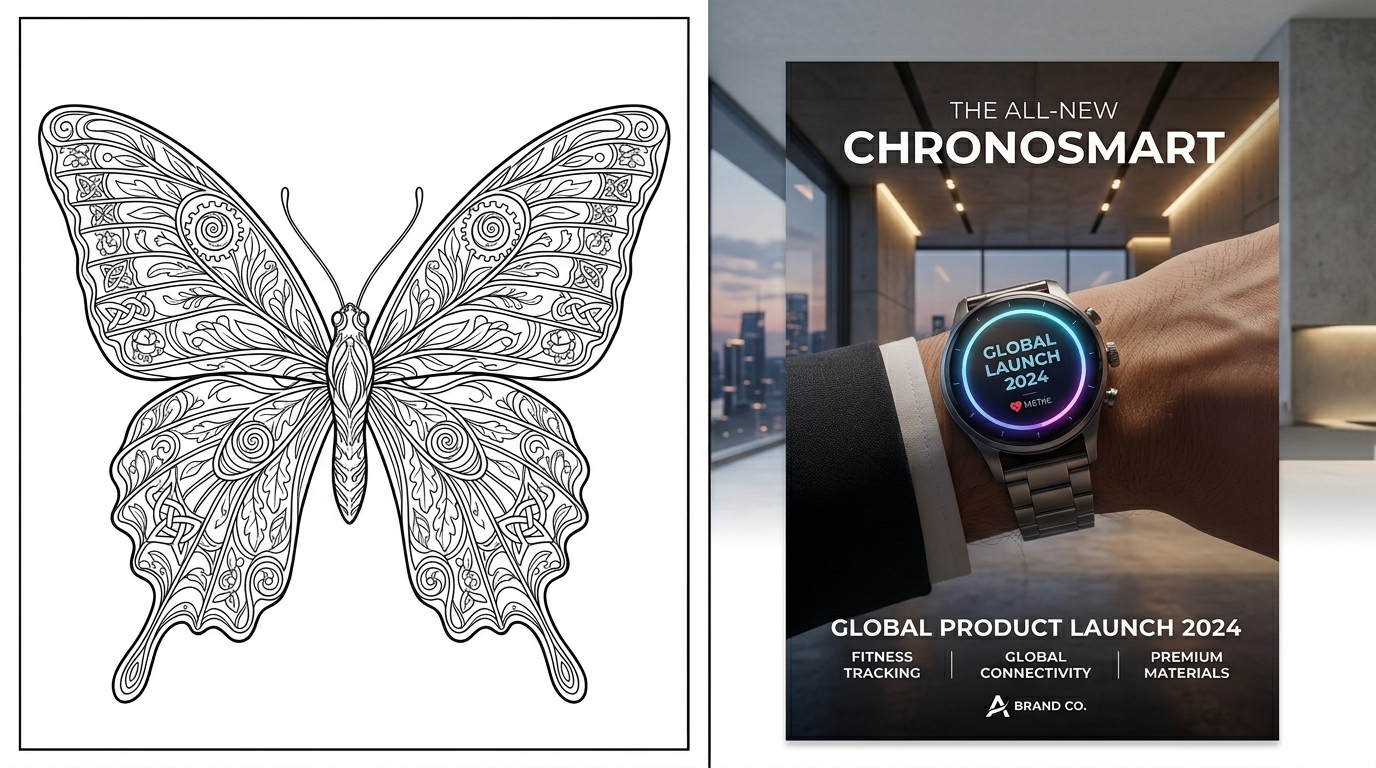 THE ALL-NEW
CHRONOSMART
GLOBAL
LAUNCH
2024
GLOBAL PRODUCT LAUNCH 2024
FITNESS
TRACKING
GLOBAL
CONNECTIVITY
PREMIUM
MATERIALS
BRAND CO.